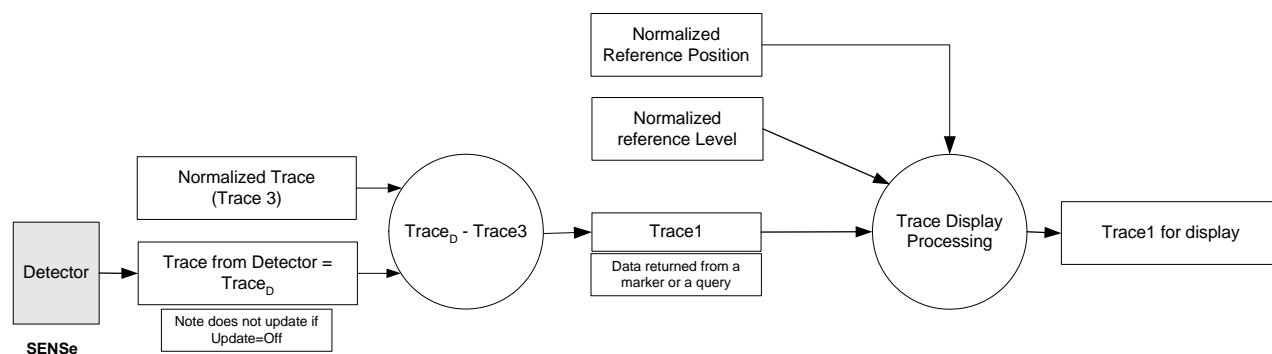 Normalized
Reference Position
Normalized
reference Level
Normalized Trace
(Trace 3)
TraceD - Trace3
Trace1
Trace Display
Processing
Trace1 for display
Detector
Trace from Detector =
TraceD
Data returned from a
marker or a query
Note does not update if
Update=Off
SENSe